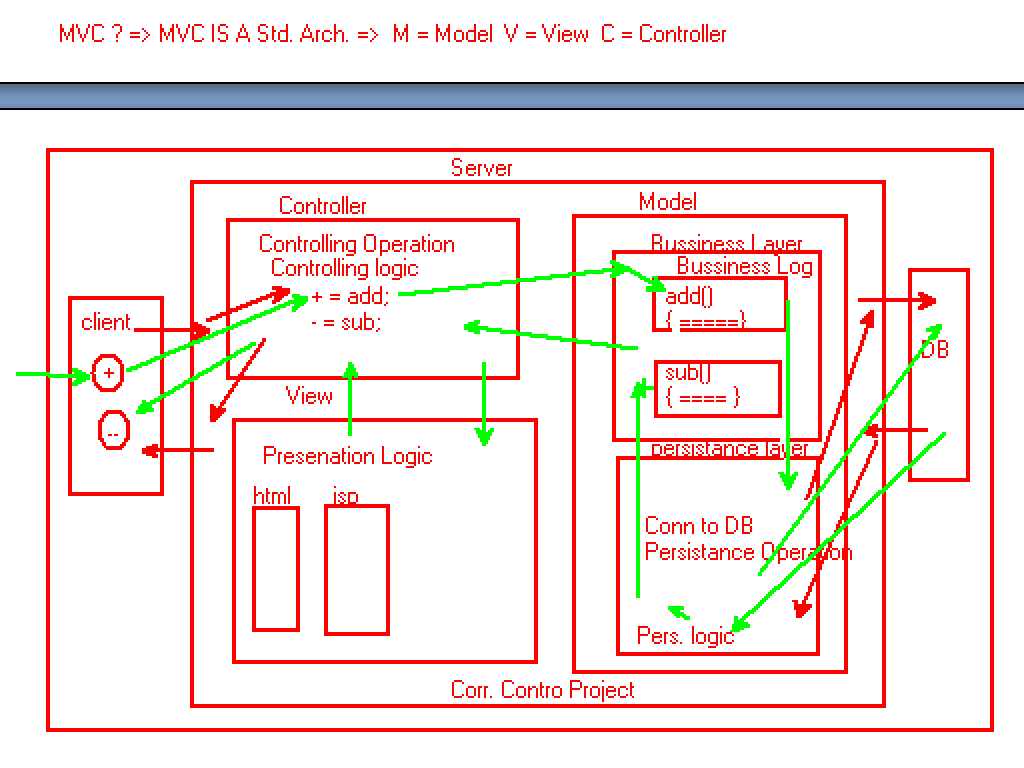 MVC ? => MVC IS A Std. Arch. => M = Model V = View C = Controller
Server
Controller
Model
Controlling Operation
Controlling logic
+ = add;
- = sub;
Bussiness Layer
Bussiness Log
add()
{ =====}
sub()
{ ==== }
client
+
--
DB
View
Presenation Logic
html
jsp
persistance layer
Conn to DB
Persistance Operation
Pers. logic
Corr. Contro Project